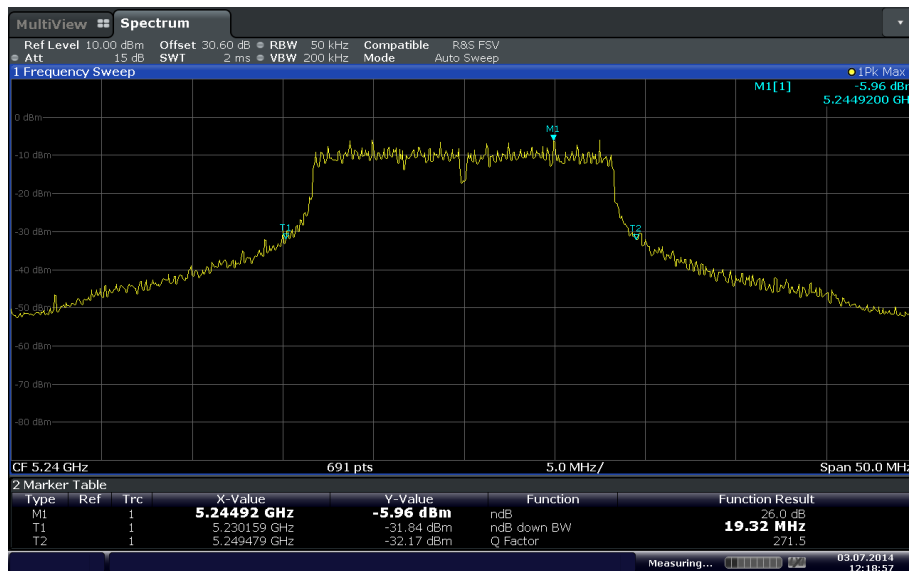 MultiView Spectrum
Ref Level 10.00 dBm Offset 30.60 dB RBW 50 kHz Compatible R&S FSV
Att 15 dB SWT 2 ms VBW 200 kHz Mode Auto Sweep
1 Frequency Sweep 1Pk Max
M1[1] -5.96 dBm
5.2449200 GH
0 dBm
M1
-10 dBm
-20 dBm
T1 T2
-30 dBm
-40 dBm
-50 dBm
-60 dBm
-70 dBm
-80 dBm
CF 5.24 GHz 691 pts 5.0 MHz/ Span 50.0 MHz
2 Marker Table
Type Ref Trc X-Value Y-Value Function Function Result
M1 1 5.24492 GHz -5.96 dBm ndB 26.0 dB
T1 1 5.230159 GHz -31.84 dBm ndB down BW 19.32 MHz
T2 1 5.249479 GHz -32.17 dBm Q Factor 271.5
Measuring... 03.07.2014
12:18:57